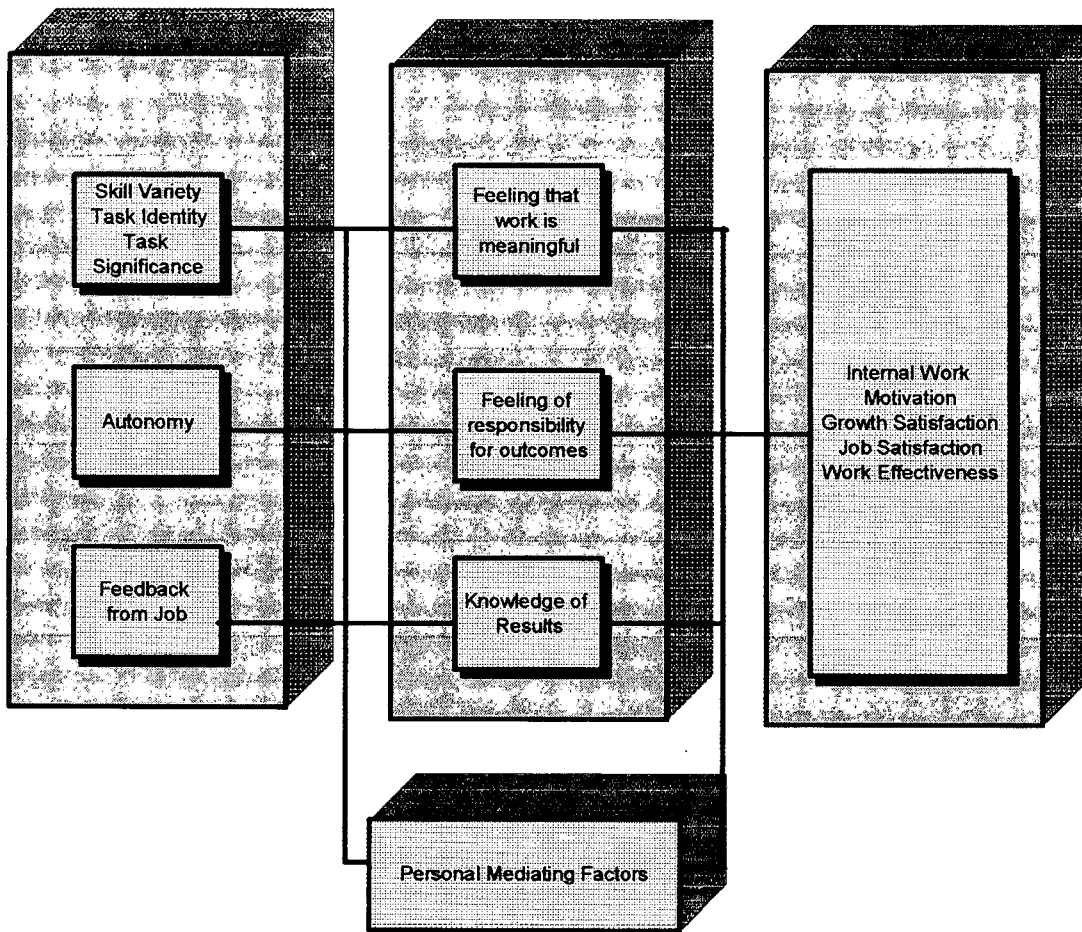 Skill Variety
Task Identity
Task
Significance
Autonomy
Feedback
from Job
Feeling that
work is
meaningful
Feeling of
responsibility
for outcomes
Knowledge of
Results
Internal Work
Motivation
Growth Satisfaction
Job Satisfaction
Work Effectiveness
Personal Mediating Factors